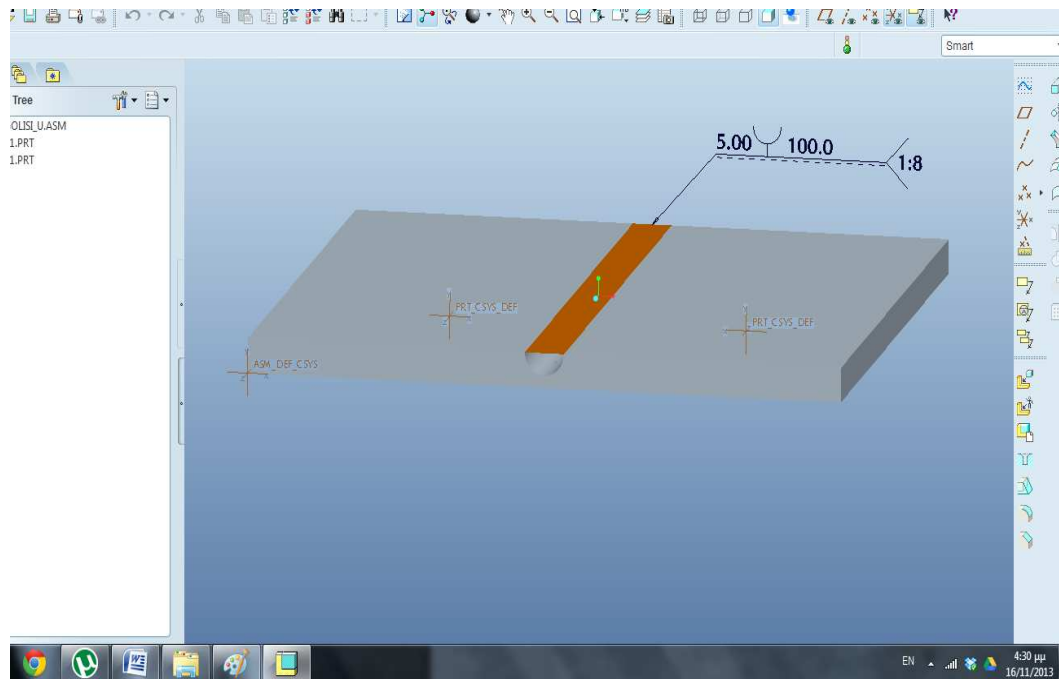 Smart
Tree
OLISI_U.ASM
1.PRT
1.PRT
5.00 100.0
1:8
PRT_CSYS_DEF
PRT_CSYS_DEF
ASM_DEF_CSYS
EN
4:30 μμ
16/11/2013